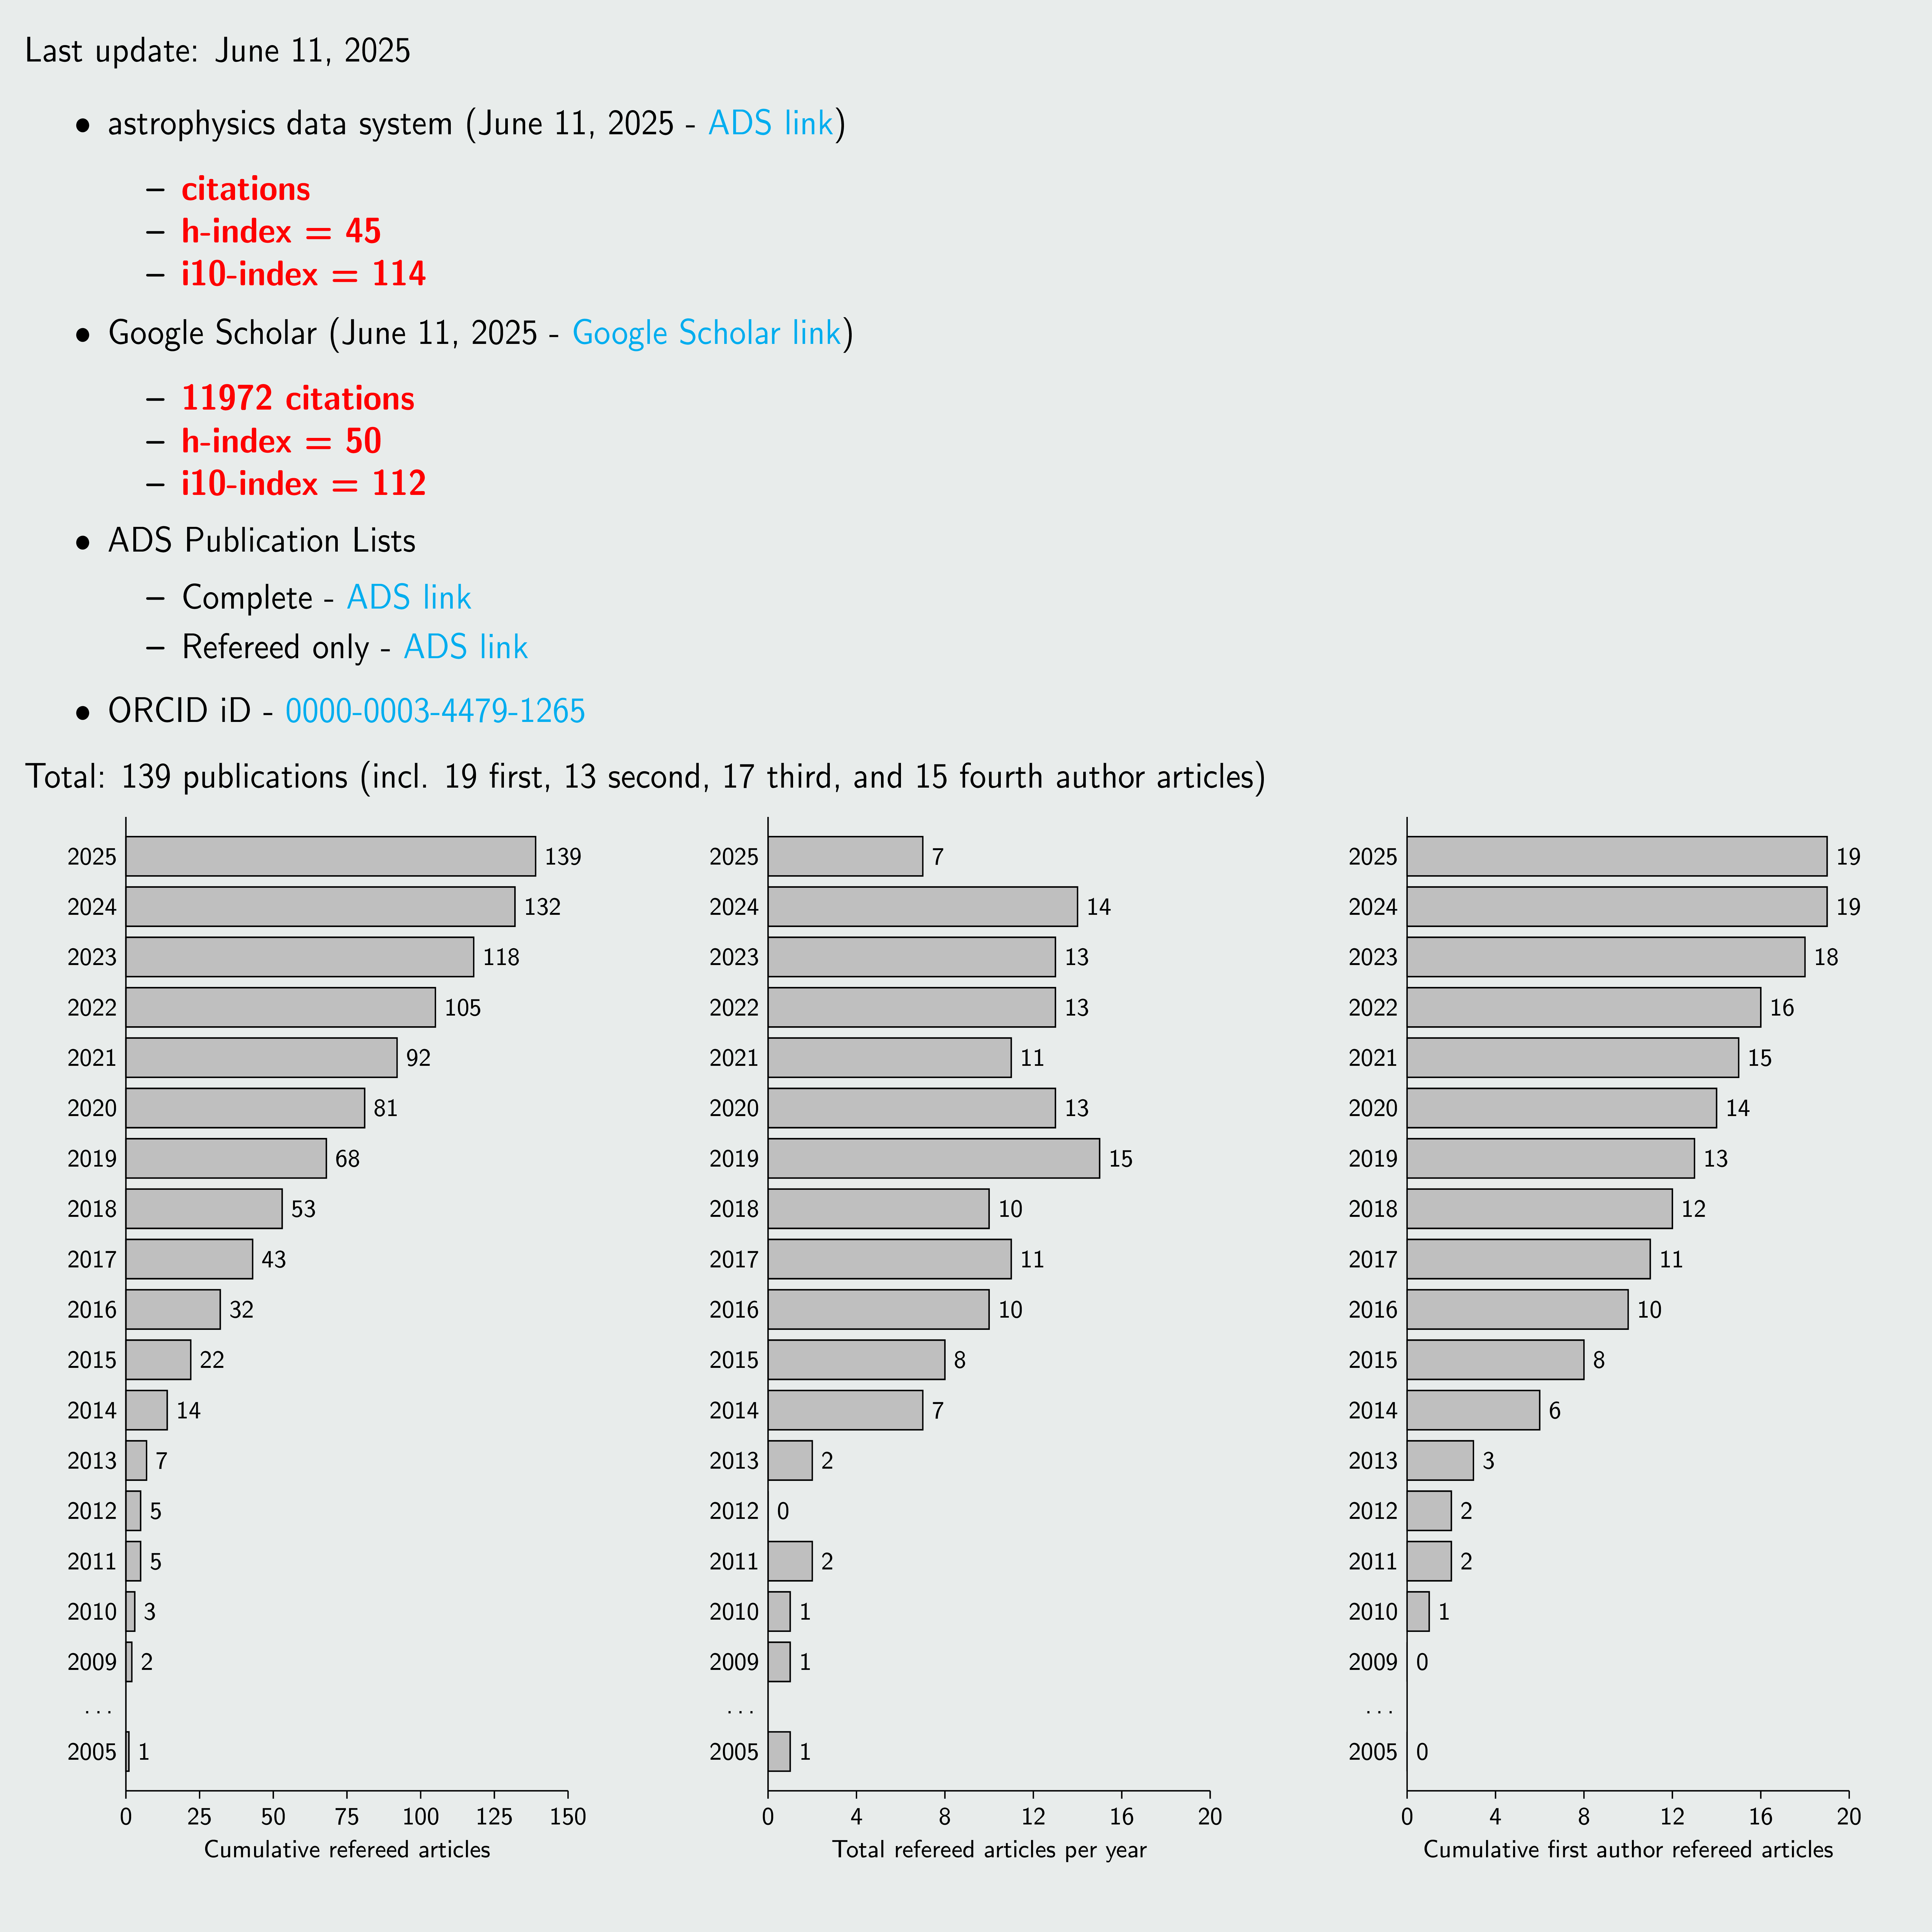 Last update: June 11, 2025
• astrophysics data system (June 11, 2025 - ADS link)
– citations
– h-index = 45
– i10-index = 114
• Google Scholar (June 11, 2025 - Google Scholar link)
– 11972 citations
– h-index = 50
– i10-index = 112
• ADS Publication Lists
– Complete - ADS link
– Refereed only - ADS link
• ORCID iD - 0000-0003-4479-1265
Total: 139 publications (incl. 19 first, 13 second, 17 third, and 15 fourth author articles)
2025 139
2024 132
2023 118
2022 105
2021 92
2020 81
2019 68
2018 53
2017 43
2016 32
2015 22
2014 14
2013 7
2012 5
2011 5
2010 3
2009 2
...
2005 1
0 25 50 75 100 125 150
Cumulative refereed articles
2025 7
2024 14
2023 13
2022 13
2021 11
2020 13
2019 15
2018 10
2017 11
2016 10
2015 8
2014 7
2013 2
2012 0
2011 2
2010 1
2009 1
...
2005 1
0 4 8 12 16 20
Total refereed articles per year
2025 19
2024 19
2023 18
2022 16
2021 15
2020 14
2019 13
2018 12
2017 11
2016 10
2015 8
2014 6
2013 3
2012 2
2011 2
2010 1
2009 0
...
2005 0
0 4 8 12 16 20
Cumulative first author refereed articles